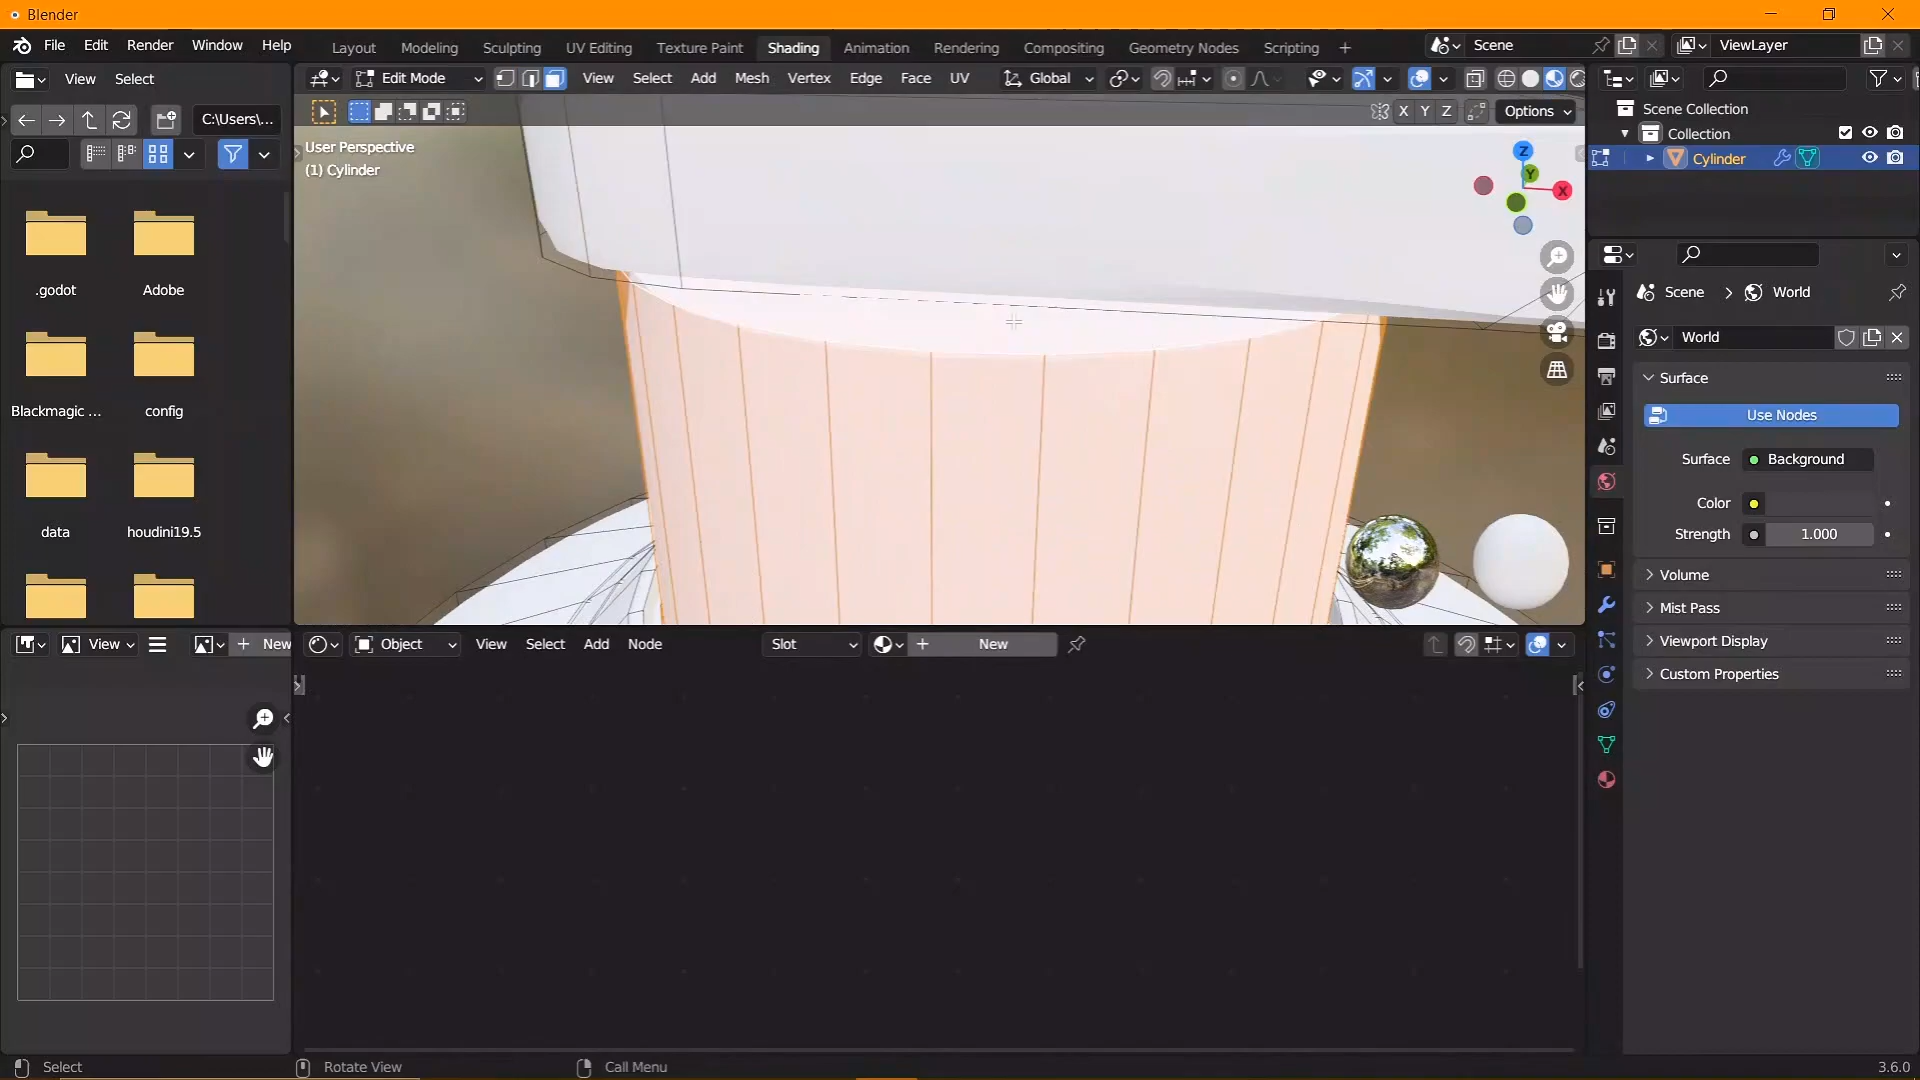 Blender
File Edit Render Window Help
Layout Modeling Sculpting UV Editing Texture Paint Shading Animation Rendering Compositing Geometry Nodes Scripting +
Scene
ViewLayer
View Select
Edit Mode View Select Add Mesh Vertex Edge Face UV Global
C:\Users\...
X Y Z Options
User Perspective
(1) Cylinder
Z
Y
X
Scene Collection
Collection
Cylinder
Scene > World
World
Surface
Use Nodes
Surface Background
Color
Strength 1.000
Volume
Mist Pass
Viewport Display
Custom Properties
.godot Adobe
Blackmagic ... config
data houdini19.5
View New
Object View Select Add Node Slot New
Select Rotate View Call Menu 3.6.0